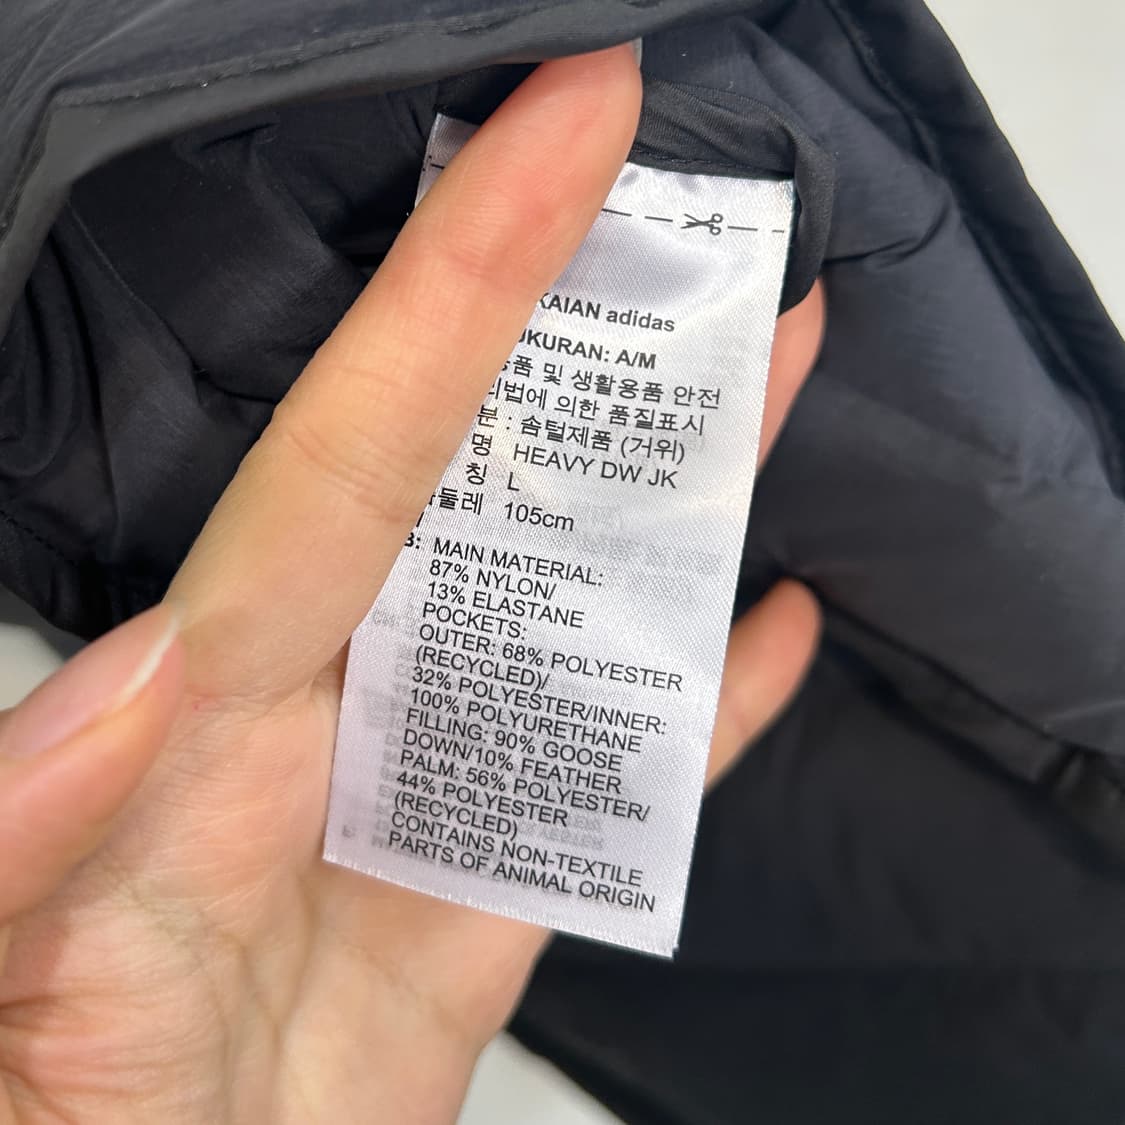 KAIAN adidas
UKURAN: A/M
품 및 생활용품 안전
법에 의한 품질표시
분 : 솜털제품 (거위)
명 HEAVY DW JK
칭 L
둘레 105cm
B: MAIN MATERIAL:
87% NYLON/
13% ELASTANE
POCKETS:
OUTER: 68% POLYESTER
(RECYCLED)/
32% POLYESTER/INNER:
100% POLYURETHANE
FILLING: 90% GOOSE
DOWN/10% FEATHER
PALM: 56% POLYESTER/
44% POLYESTER
(RECYCLED)
CONTAINS NON-TEXTILE
PARTS OF ANIMAL ORIGIN